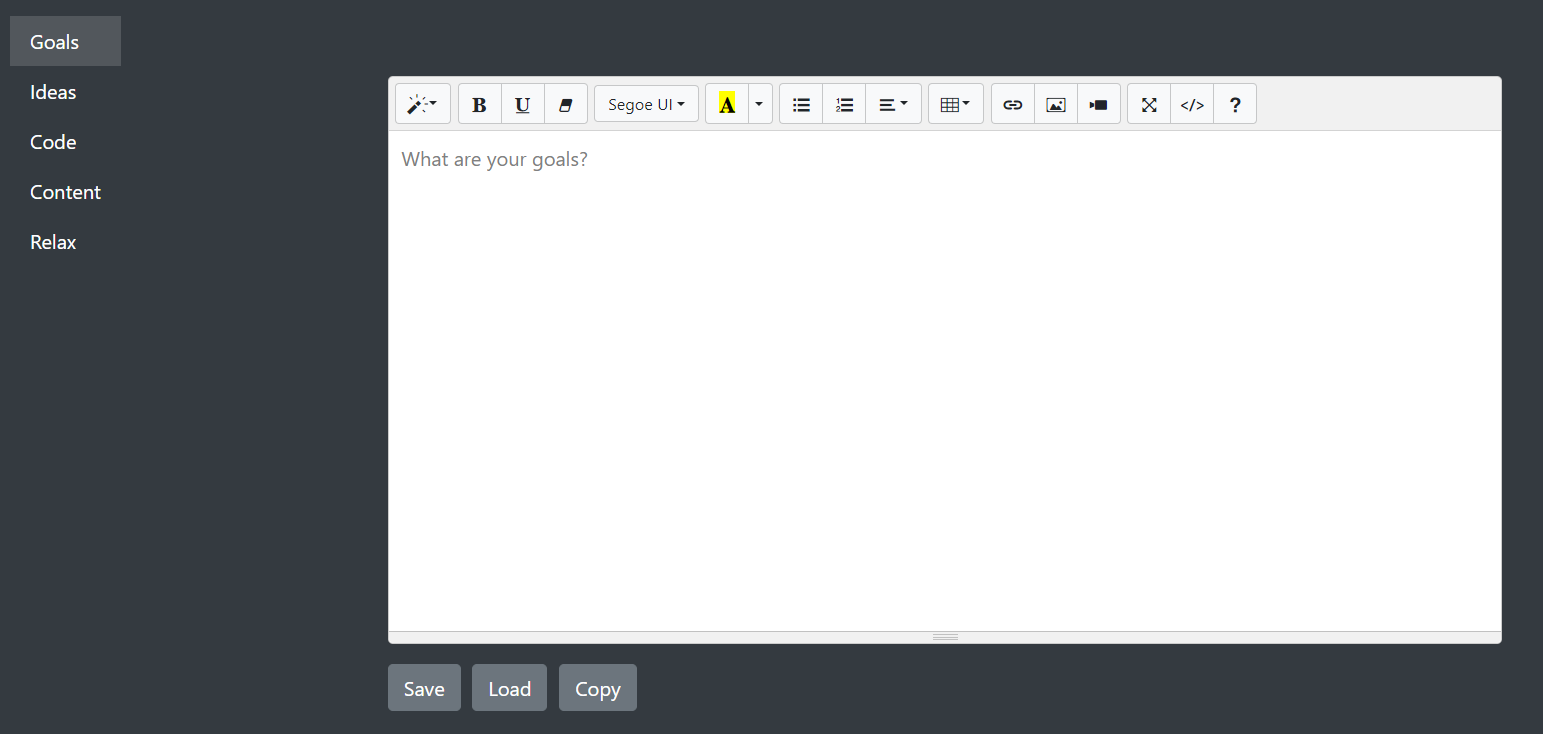 Goals
Ideas
Code
Content
Relax
B U Segoe UI A </> ?
What are your goals?
Save Load Copy